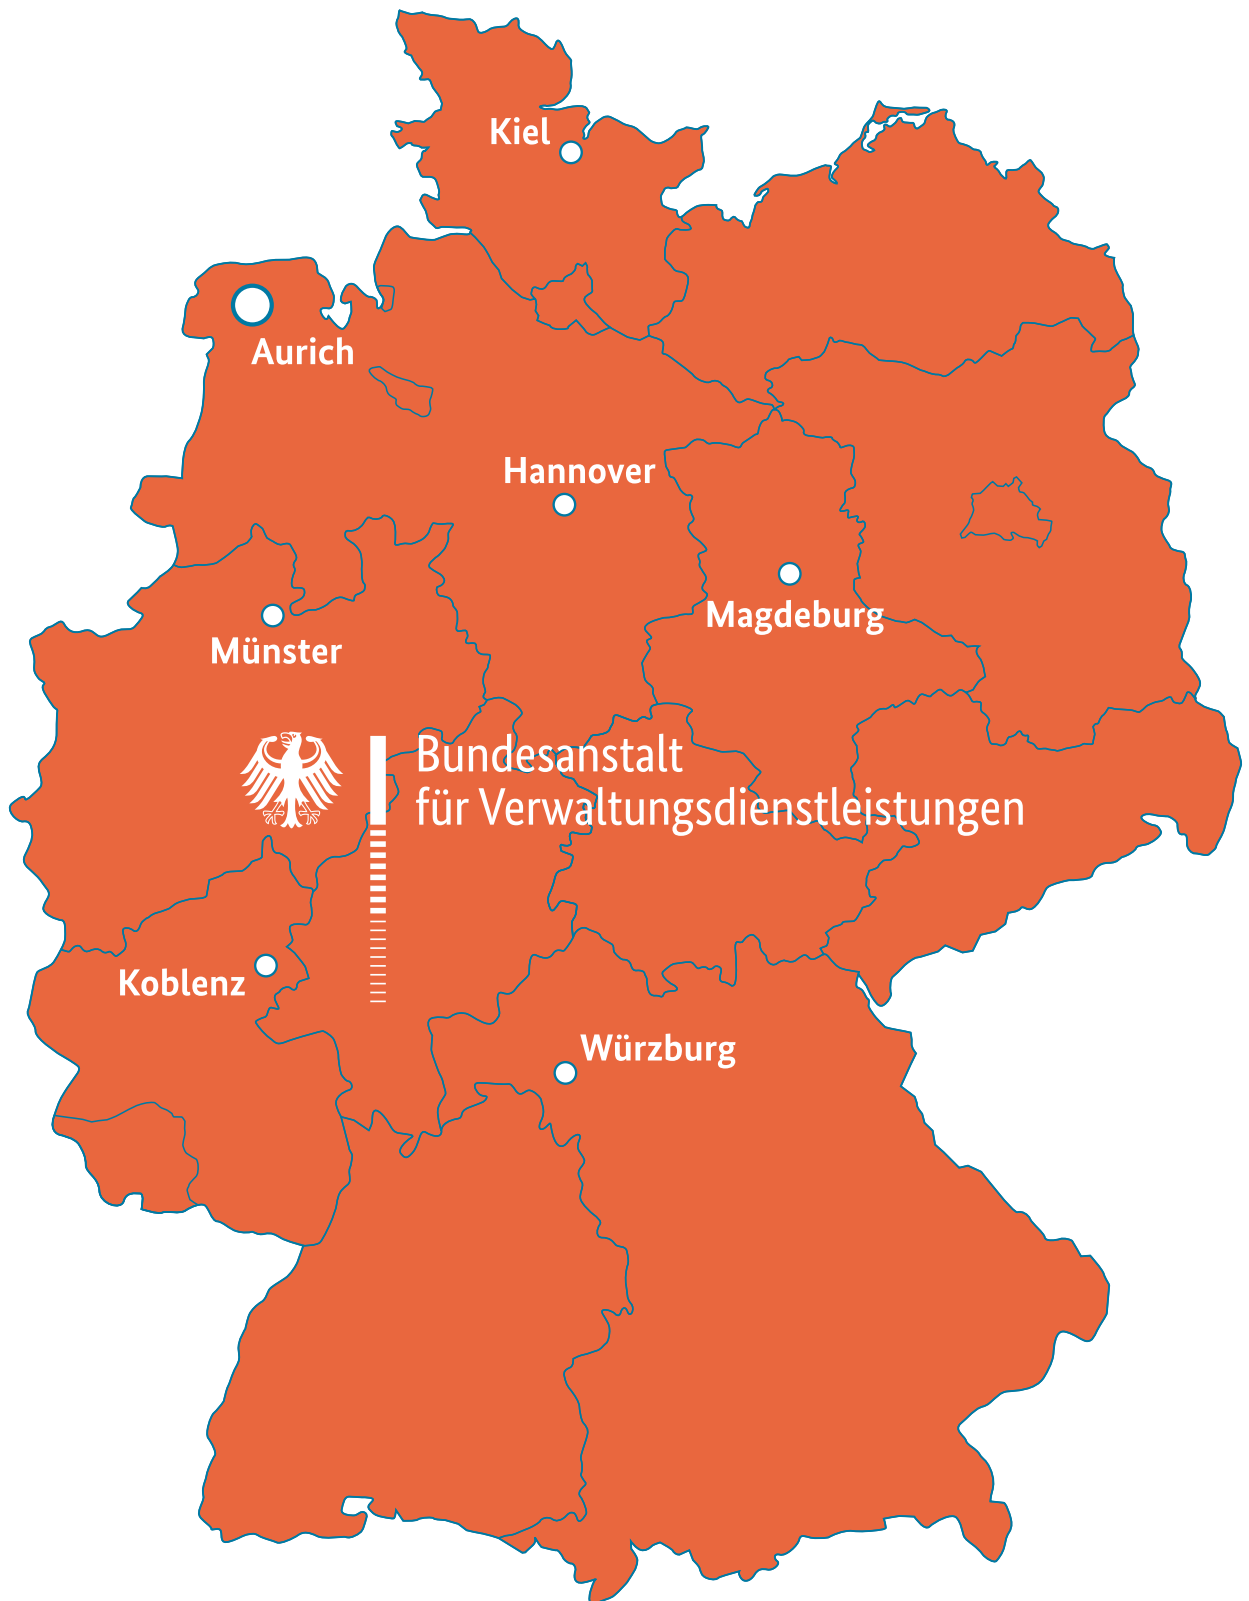 Kiel
Aurich
Hannover
Magdeburg
Münster
Bundesanstalt
für Verwaltungsdienstleistungen
Koblenz
Würzburg